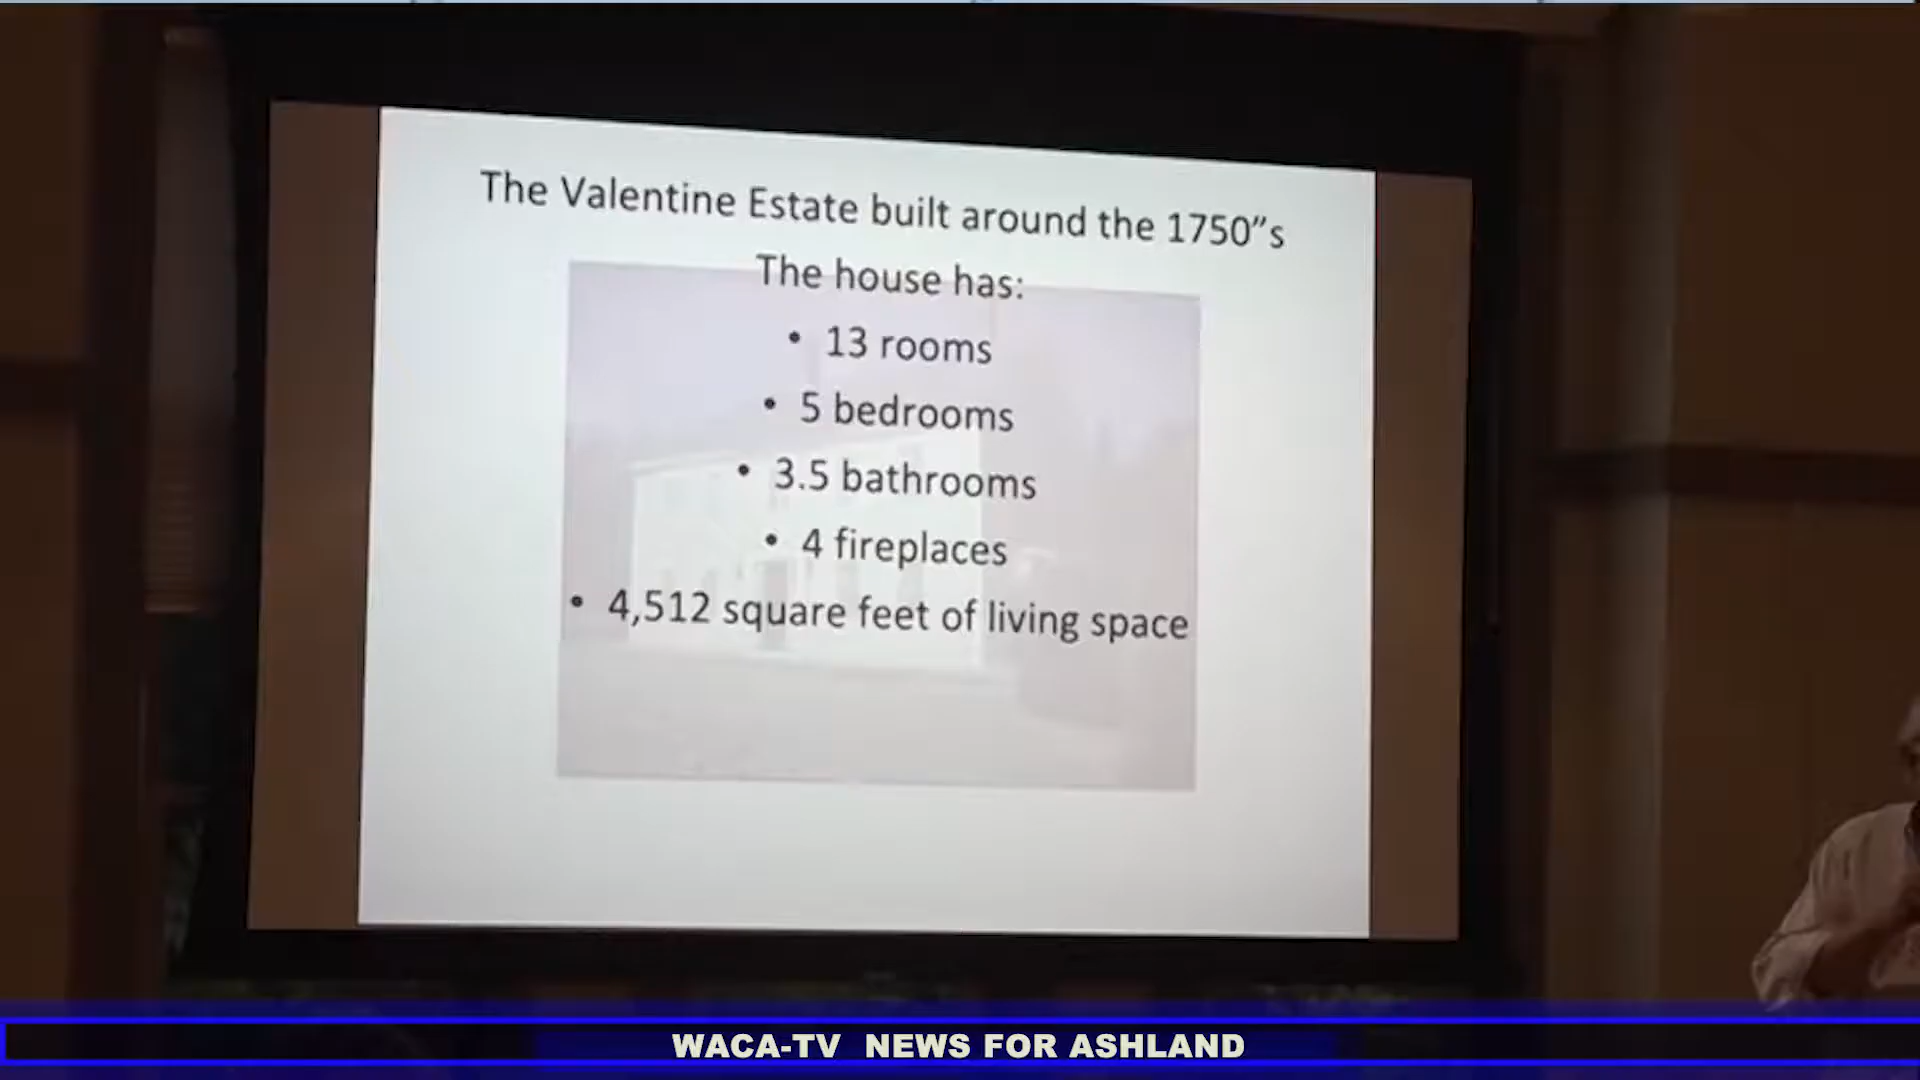 The Valentine Estate built around the 1750”s
The house has:
• 13 rooms
• 5 bedrooms
• 3.5 bathrooms
• 4 fireplaces
• 4,512 square feet of living space
WACA-TV NEWS FOR ASHLAND